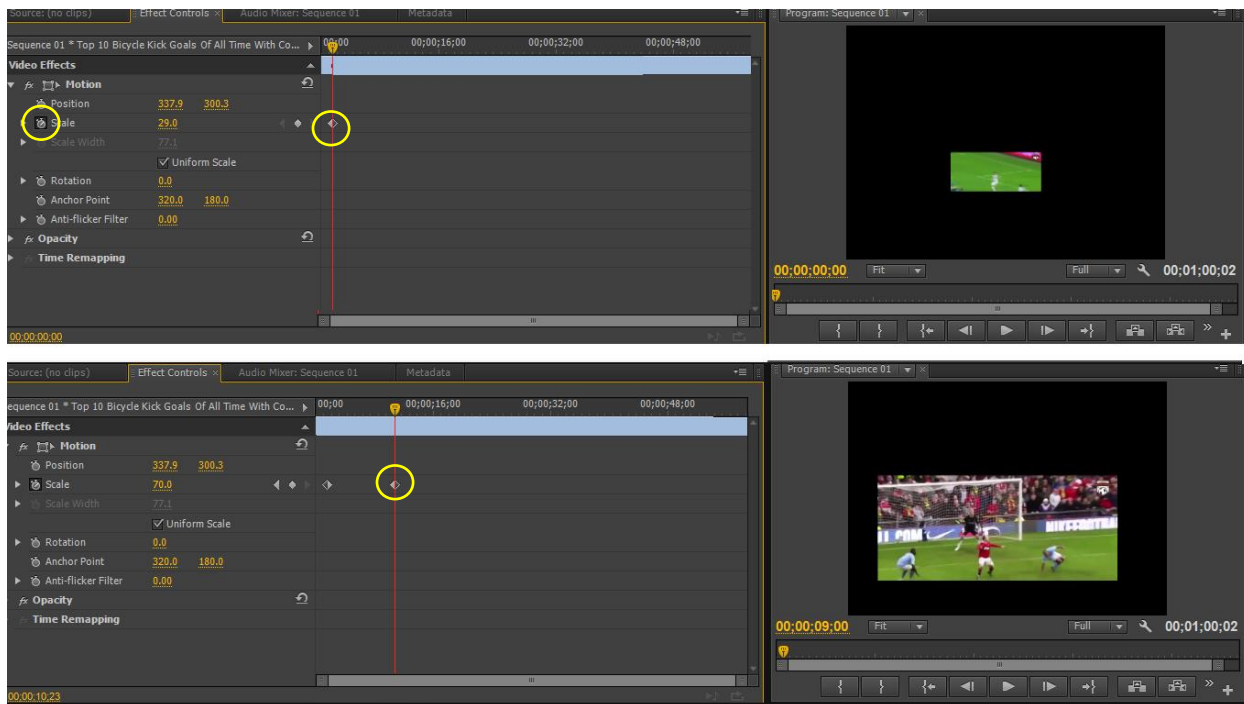 Source: (no clips) Effect Controls × Audio Mixer: Sequence 01 Metadata
Program: Sequence 01
Sequence 01 * Top 10 Bicycle Kick Goals Of All Time With Co...
00;00 00;00;16;00 00;00;32;00 00;00;48;00
Video Effects
fx Motion
Position 337.9 300.3
Scale 29.0
Scale Width 77.1
Uniform Scale
Rotation 0.0
Anchor Point 320.0 180.0
Anti-flicker Filter 0.00
fx Opacity
Time Remapping
00;00;00;00 Fit Full 00;01;00;02
00;00;00;00
Source: (no clips) Effect Controls × Audio Mixer: Sequence 01 Metadata
Program: Sequence 01
equence 01 * Top 10 Bicycle Kick Goals Of All Time With Co...
00;00 00;00;16;00 00;00;32;00 00;00;48;00
Video Effects
fx Motion
Position 337.9 300.3
Scale 70.0
Scale Width 77.1
Uniform Scale
Rotation 0.0
Anchor Point 320.0 180.0
Anti-flicker Filter 0.00
fx Opacity
Time Remapping
00;00;09;00 Fit Full 00;01;00;02
00;00;10;23